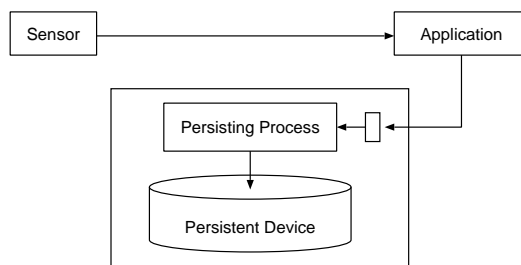 Sensor
Application
Persisting Process
Persistent Device